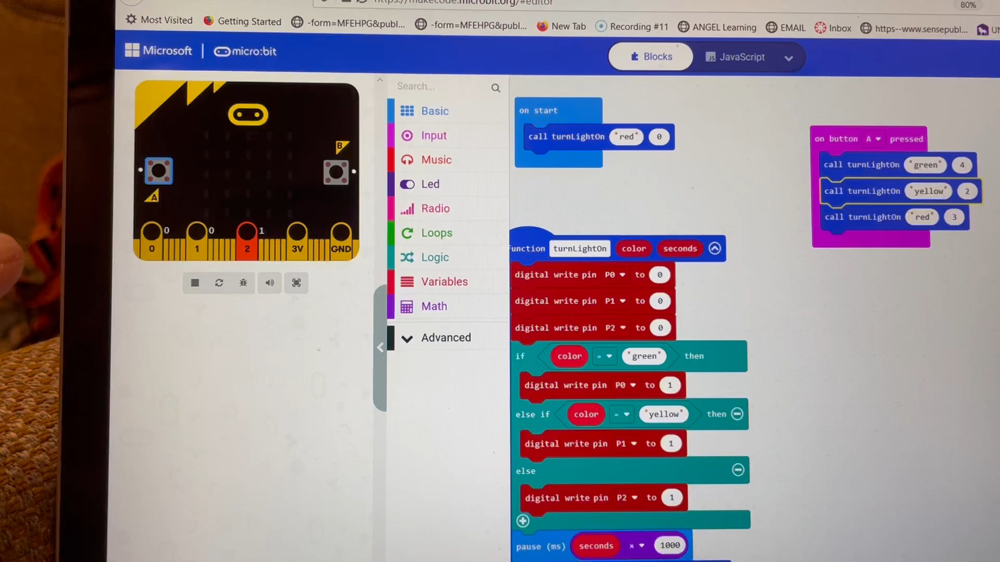 https://makecode.microbit.org/#editor
80%
Most Visited
Getting Started
-form=MFEHPG&publ...
-form=MFEHPG&publ...
New Tab
Recording #11
ANGEL Learning
EMAIL
Inbox
https--www.sensepubl...
Microsoft | micro:bit
Blocks
JS JavaScript
B
A
0 0 1
0 1 2 3V GND
Search...
Basic
Input
Music
Led
Radio
Loops
Logic
Variables
Math
Advanced
on start
call turnLightOn "red" 0
on button A pressed
call turnLightOn "green" 4
call turnLightOn "yellow" 2
call turnLightOn "red" 3
unction turnLightOn color seconds
digital write pin P0 to 0
digital write pin P1 to 0
digital write pin P2 to 0
if color = "green" then
digital write pin P0 to 1
else if color = "yellow" then
digital write pin P1 to 1
else
digital write pin P2 to 1
pause (ms) seconds × 1000